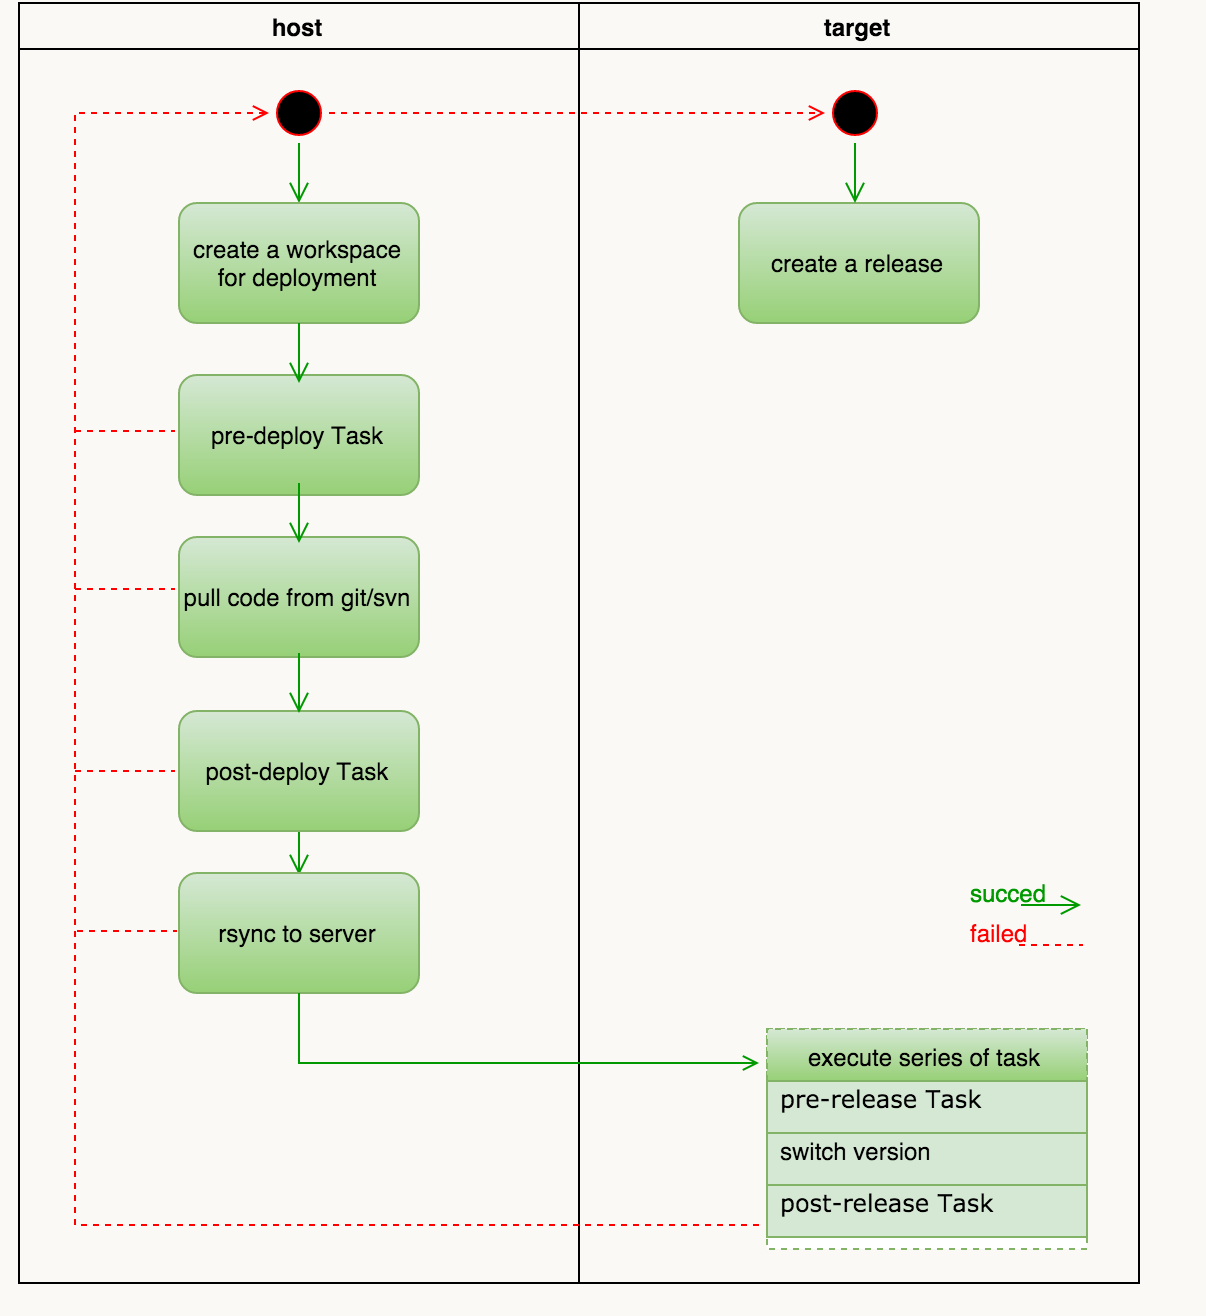 host
target
create a workspace
for deployment
create a release
pre-deploy Task
pull code from git/svn
post-deploy Task
rsync to server
succed
failed
execute series of task
pre-release Task
switch version
post-release Task